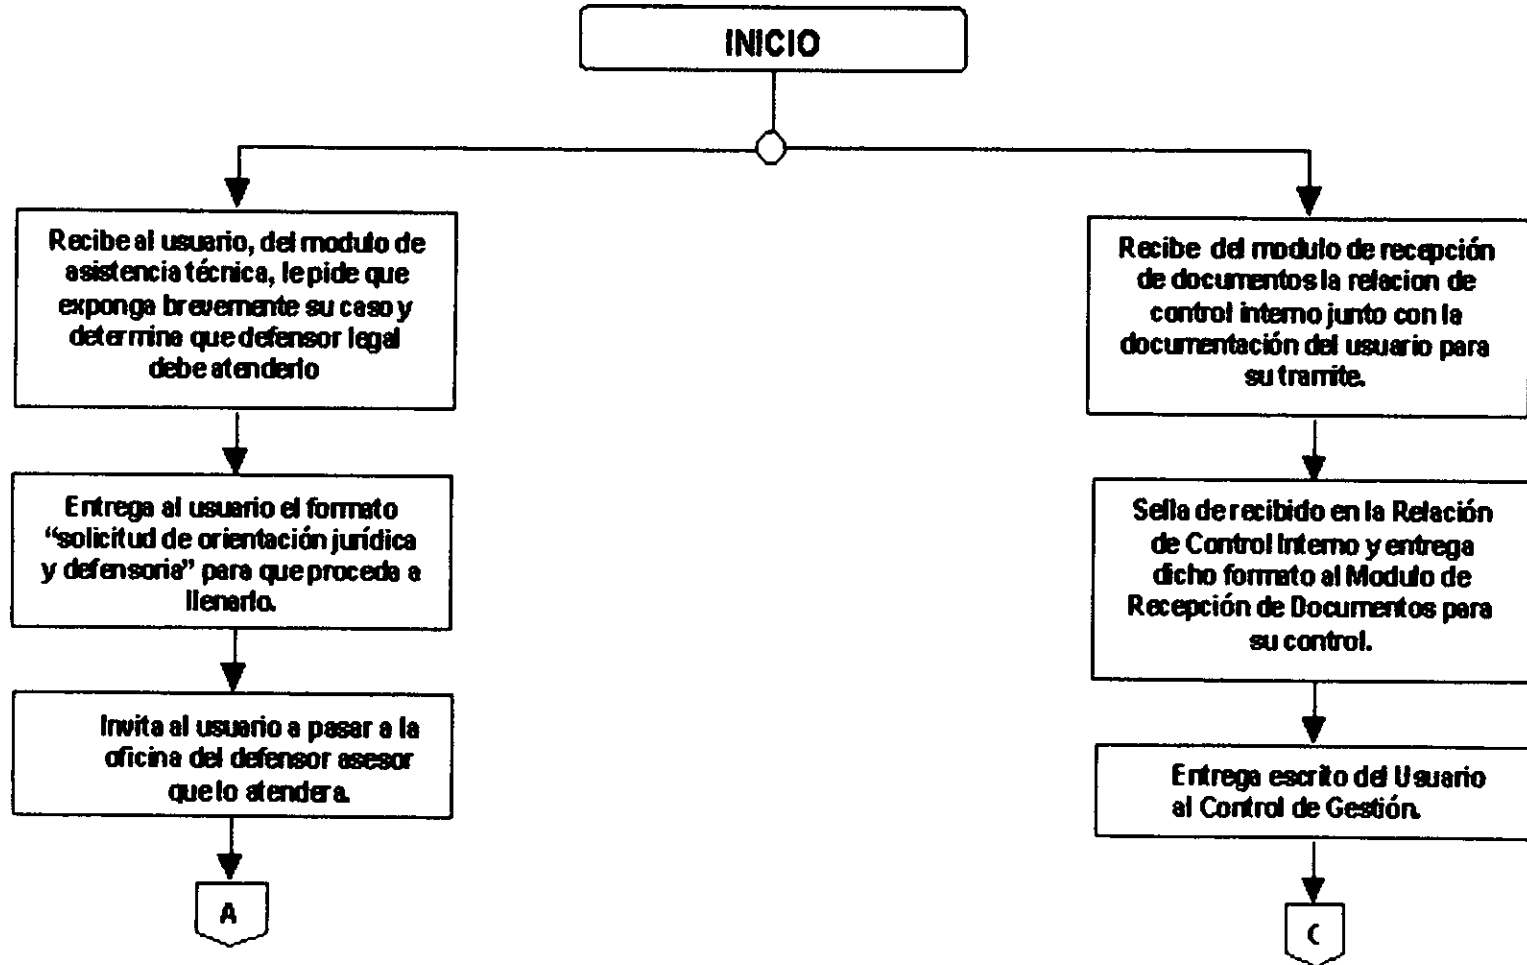 INICIO
Recibe al usuario, del modulo de
asistencia técnica, le pide que
exponga brevemente su caso y
determina que defensor legal
debe atenderlo
Entrega al usuario el formato
“solicitud de orientación jurídica
y defensoria” para que proceda a
llenarlo.
Invita al usuario a pasar a la
oficina del defensor asesor
que lo atendera.
A
Recibe del modulo de recepción
de documentos la relacion de
control interno junto con la
documentación del usuario para
su tramite.
Sella de recibido en la Relación
de Control Interno y entrega
dicho formato al Modulo de
Recepción de Documentos para
su control.
Entrega escrito del Usuario
al Control de Gestión.
C